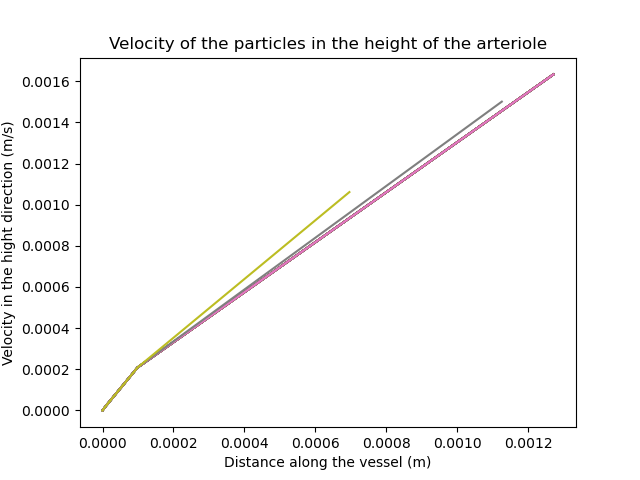 Velocity of the particles in the height of the arteriole
Velocity in the hight direction (m/s)
0.0016
0.0014
0.0012
0.0010
0.0008
0.0006
0.0004
0.0002
0.0000
0.0000 0.0002 0.0004 0.0006 0.0008 0.0010 0.0012
Distance along the vessel (m)